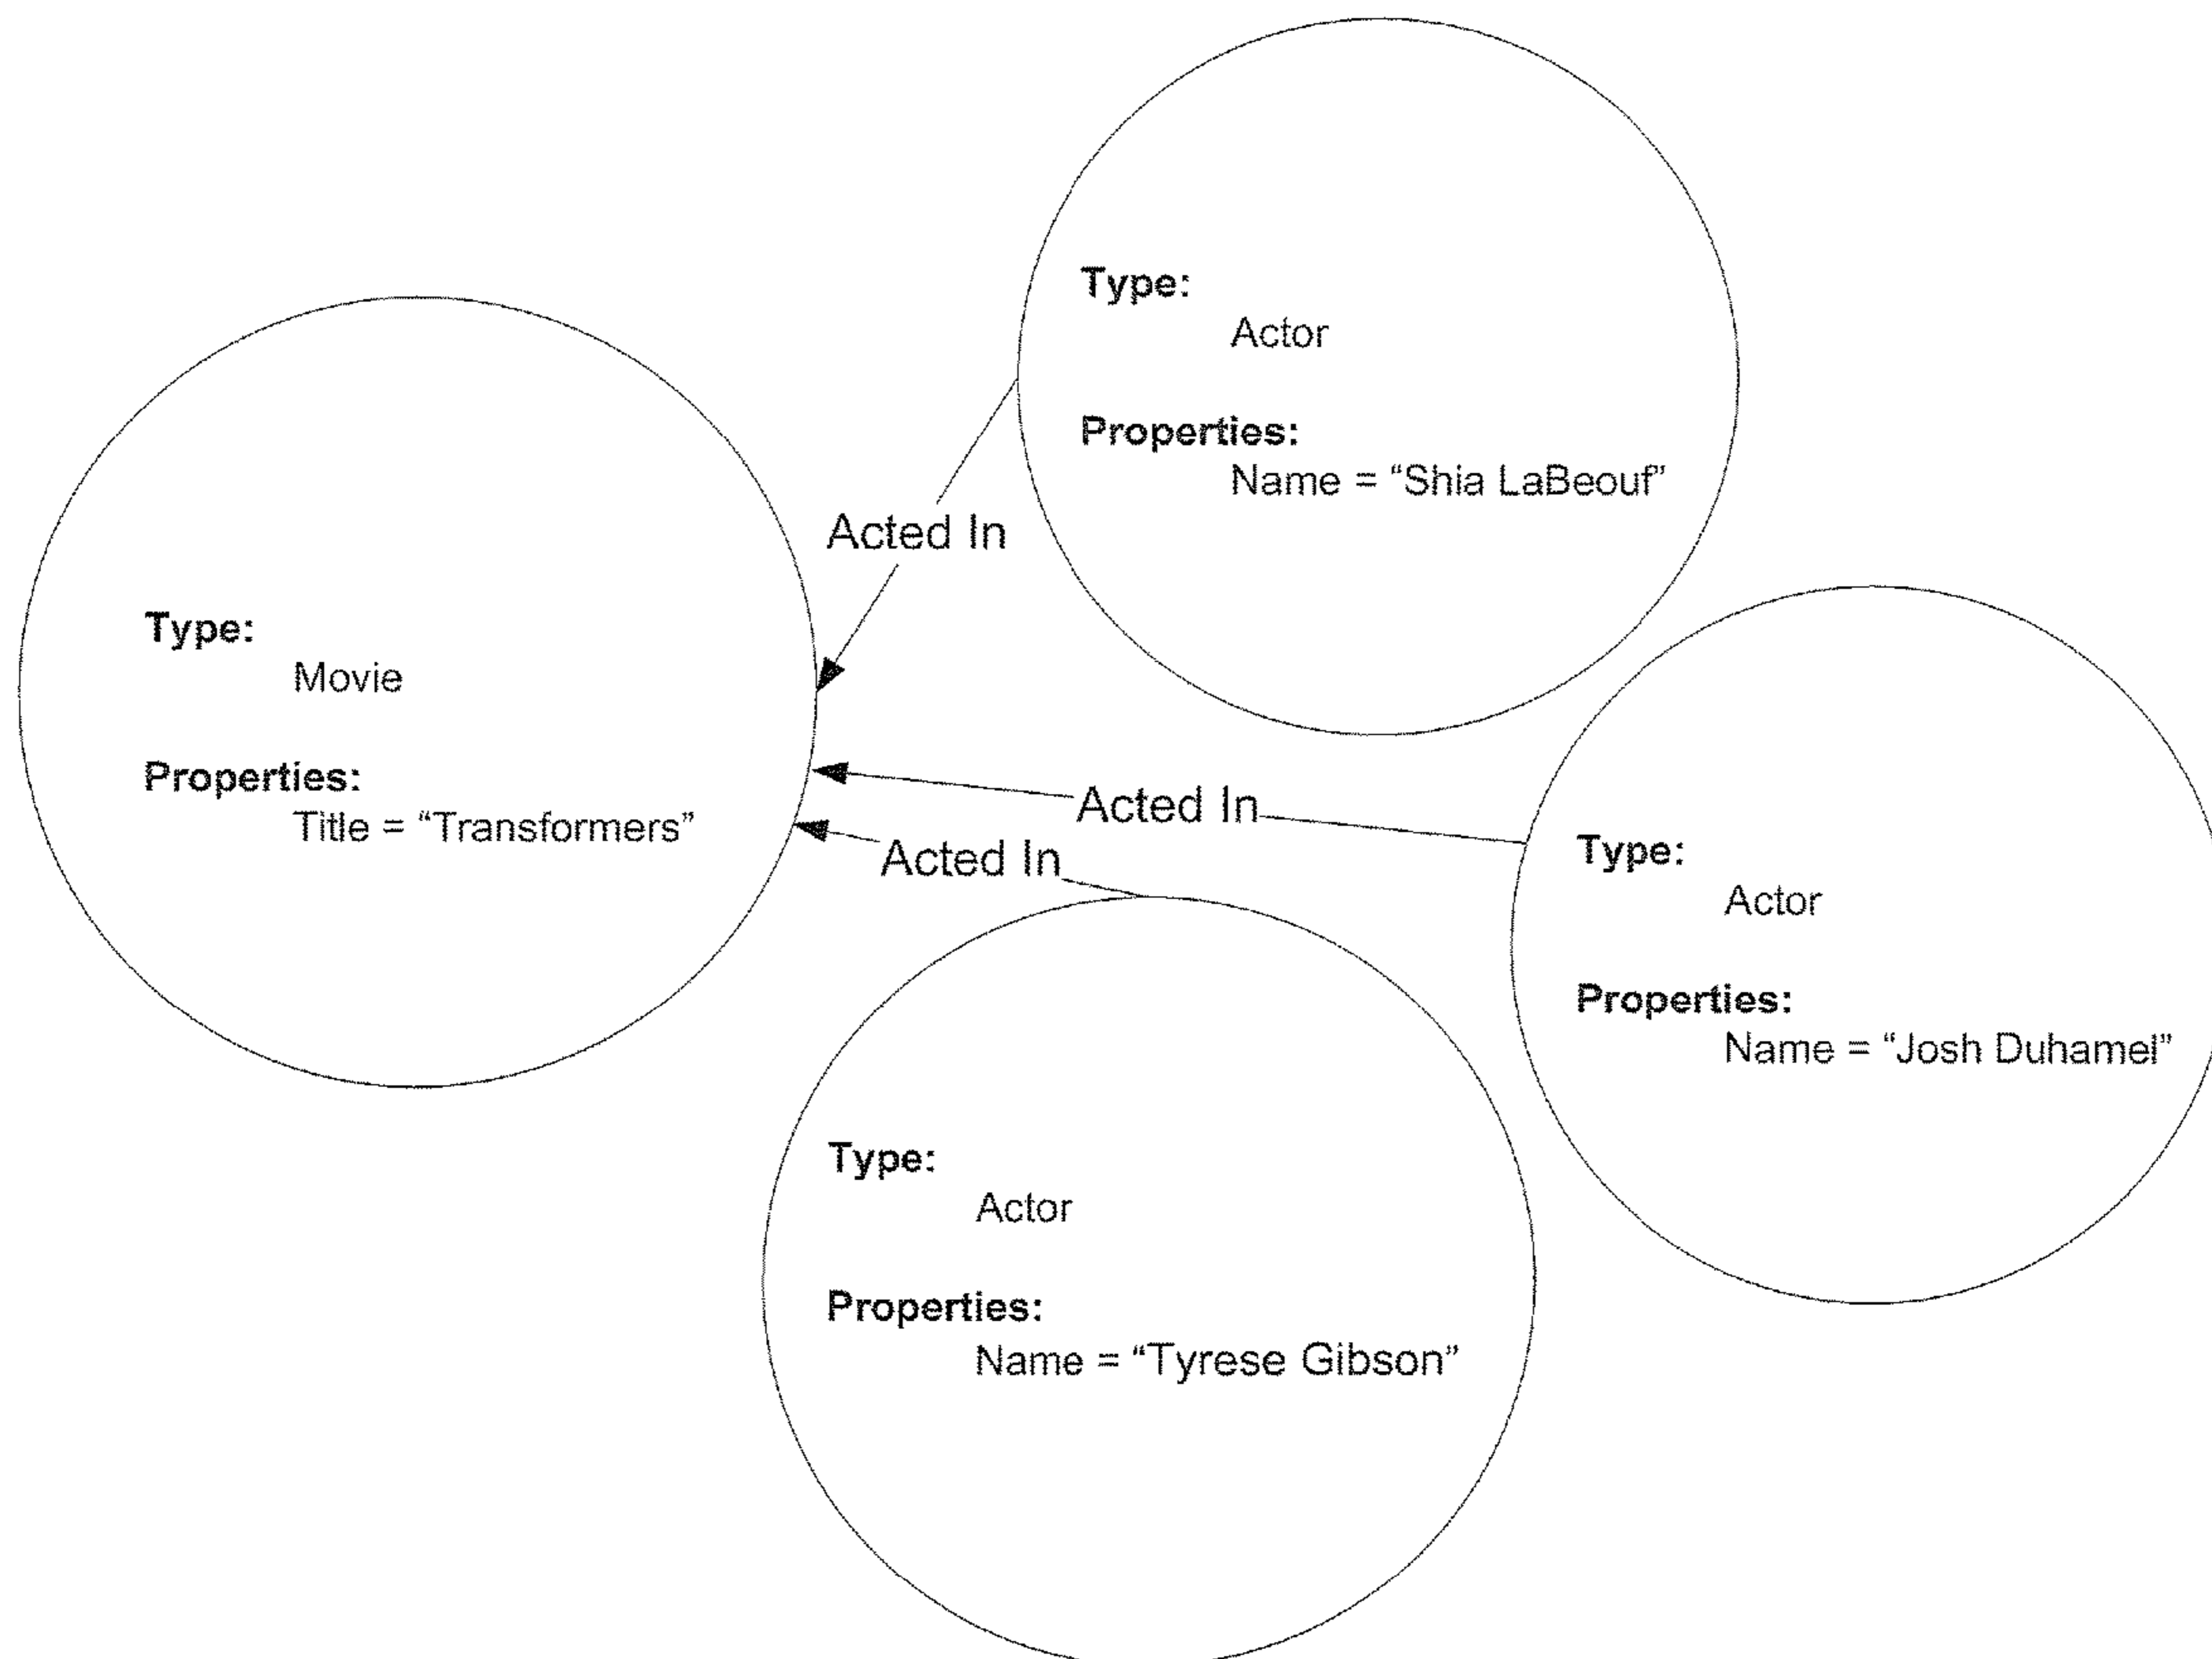 Type:
Actor
Properties:
Name = “Shia LaBeouf”
Acted In
Type:
Movie
Properties:
Title = “Transformers”
Acted In
Acted In
Type:
Actor
Properties:
Name = “Josh Duhamel”
Type:
Actor
Properties:
Name = “Tyrese Gibson”